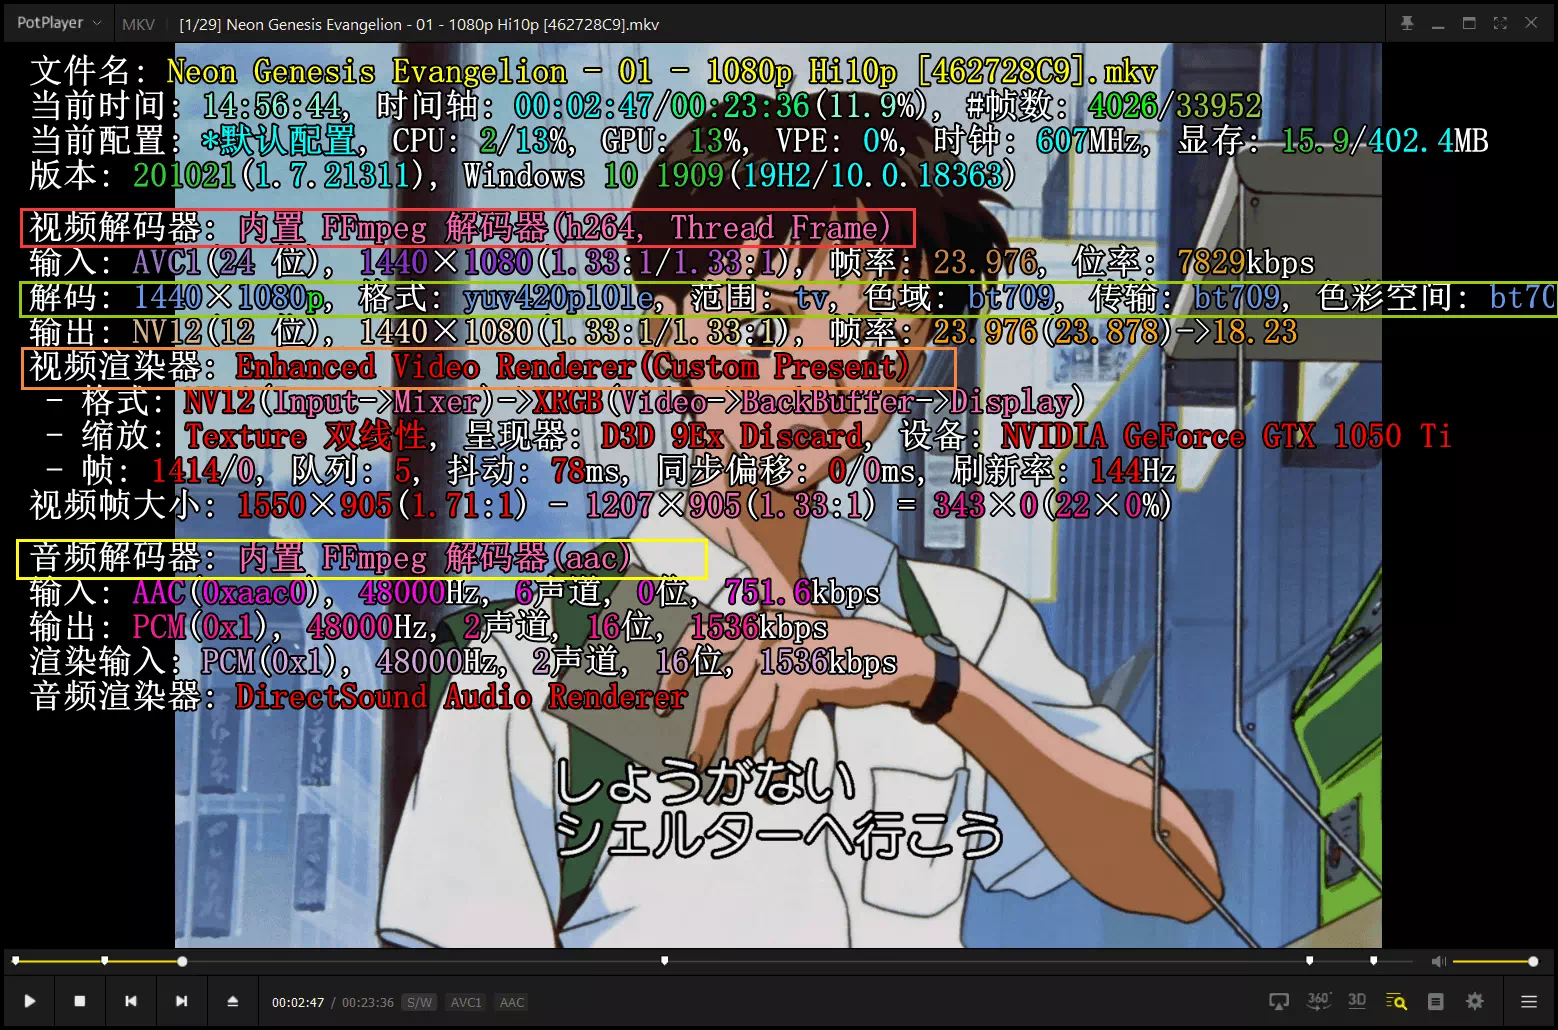 PotPlayer MKV [1/29] Neon Genesis Evangelion - 01 - 1080p Hi10p [462728C9].mkv
文件名: Neon Genesis Evangelion - 01 - 1080p Hi10p [462728C9].mkv
当前时间: 14:56:44, 时间轴: 00:02:47/00:23:36(11.9%), #帧数: 4026/33952
当前配置: *默认配置, CPU: 2/13%, GPU: 13%, VPE: 0%, 时钟: 607MHz, 显存: 15.9/402.4MB
版本: 201021(1.7.21311), Windows 10 1909(19H2/10.0.18363)
视频解码器: 内置 FFmpeg 解码器(h264, Thread Frame)
输入: AVC1(24 位), 1440×1080(1.33:1/1.33:1), 帧率: 23.976, 位率: 7829kbps
解码: 1440×1080p, 格式: yuv420p10le, 范围: tv, 色域: bt709, 传输: bt709, 色彩空间: bt70
输出: NV12(12 位), 1440×1080(1.33:1/1.33:1), 帧率: 23.976(23.878)->18.23
视频渲染器: Enhanced Video Renderer(Custom Present)
- 格式: NV12(Input->Mixer)->XRGB(Video->BackBuffer->Display)
- 缩放: Texture 双线性, 呈现器: D3D 9Ex Discard, 设备: NVIDIA GeForce GTX 1050 Ti
- 帧: 1414/0, 队列: 5, 抖动: 78ms, 同步偏移: 0/0ms, 刷新率: 144Hz
视频帧大小: 1550×905(1.71:1) - 1207×905(1.33:1) = 343×0(22×0%)
音频解码器: 内置 FFmpeg 解码器(aac)
输入: AAC(0xaac0), 48000Hz, 6声道, 0位, 751.6kbps
输出: PCM(0x1), 48000Hz, 2声道, 16位, 1536kbps
渲染输入: PCM(0x1), 48000Hz, 2声道, 16位, 1536kbps
音频渲染器: DirectSound Audio Renderer
しょうがない
シェルターへ行こう
00:02:47 / 00:23:36 S/W AVC1 AAC 360° 3D